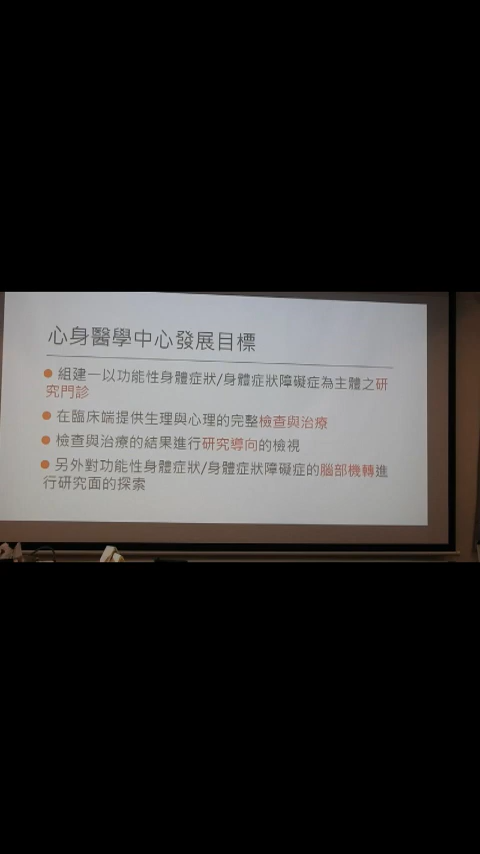 心身醫學中心發展目標
● 組建一以功能性身體症狀/身體症狀障礙症為主體之研
究門診
● 在臨床端提供生理與心理的完整檢查與治療
● 檢查與治療的結果進行研究導向的檢視
● 另外對功能性身體症狀/身體症狀障礙症的腦部機轉進
行研究面的探索